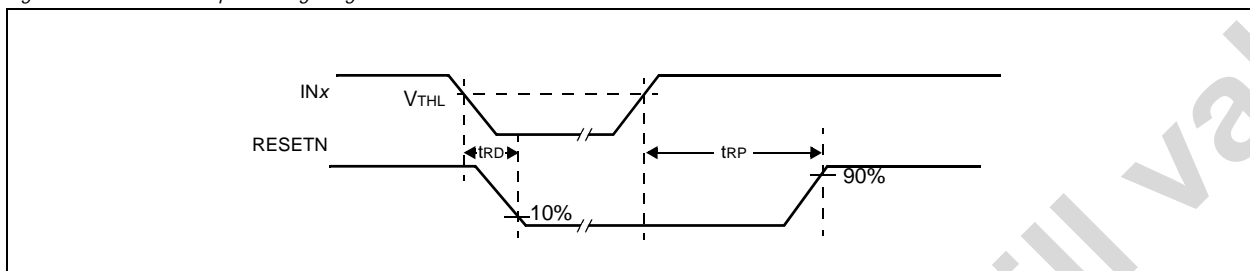 INx
VTHL
RESETN
tRD
tRP
90%
10%